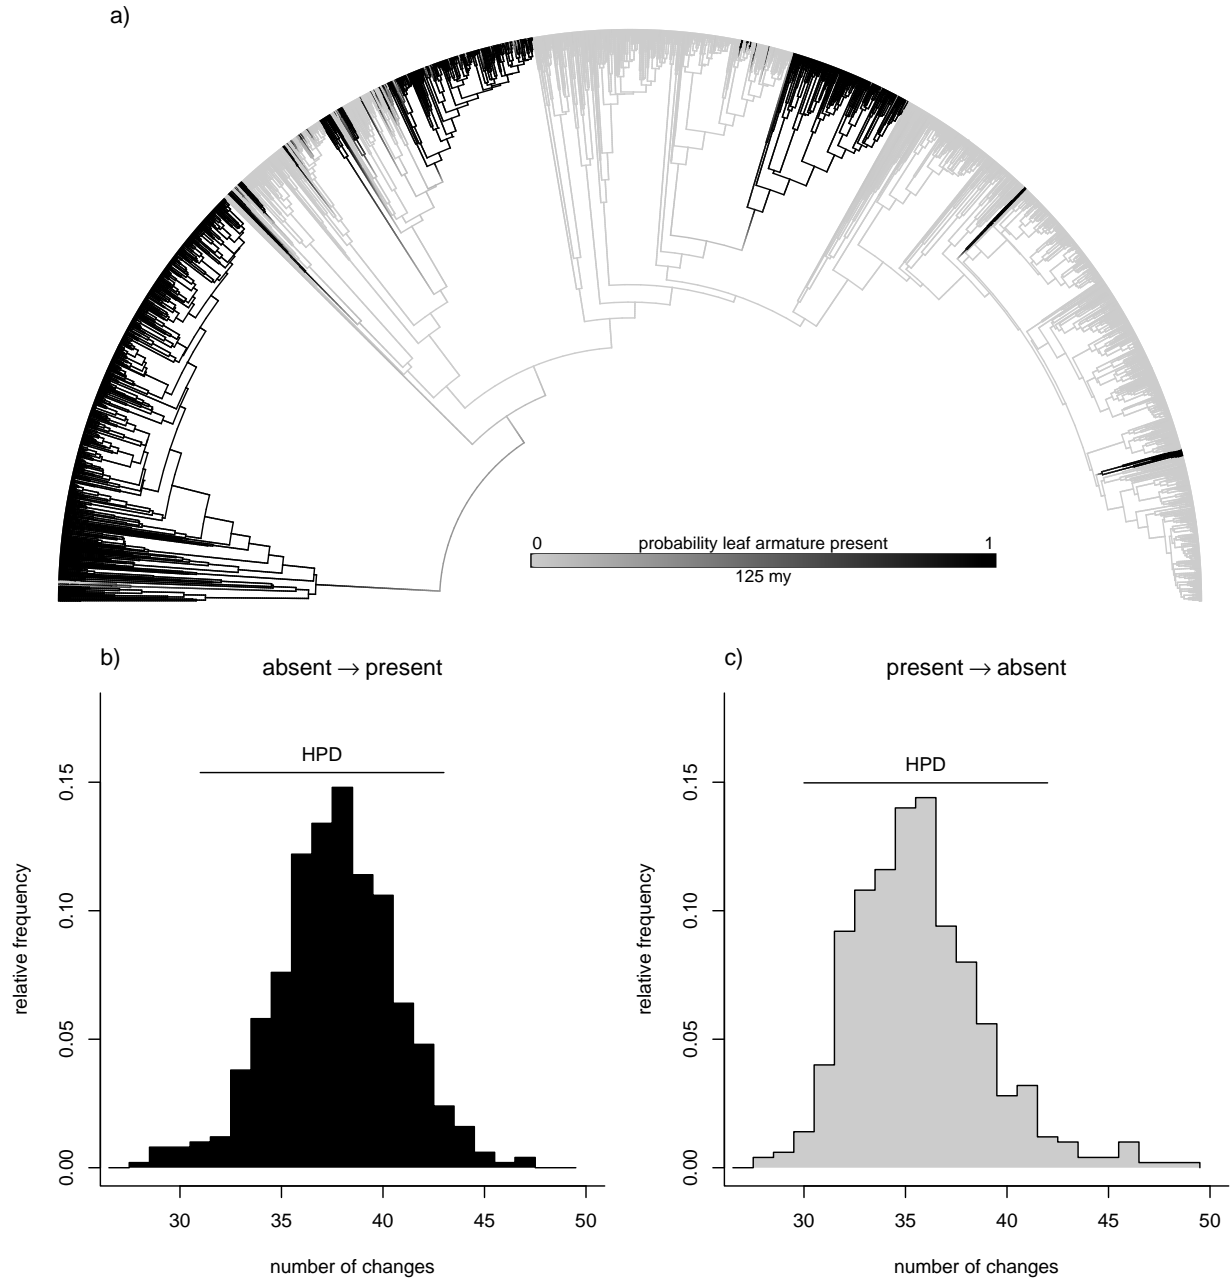 a)
0 probability leaf armature present 1
125 my
b)
absent → present
HPD
0.15
0.10
0.05
0.00
relative frequency
30 35 40 45 50
number of changes
c)
present → absent
HPD
0.15
0.10
0.05
0.00
relative frequency
30 35 40 45 50
number of changes